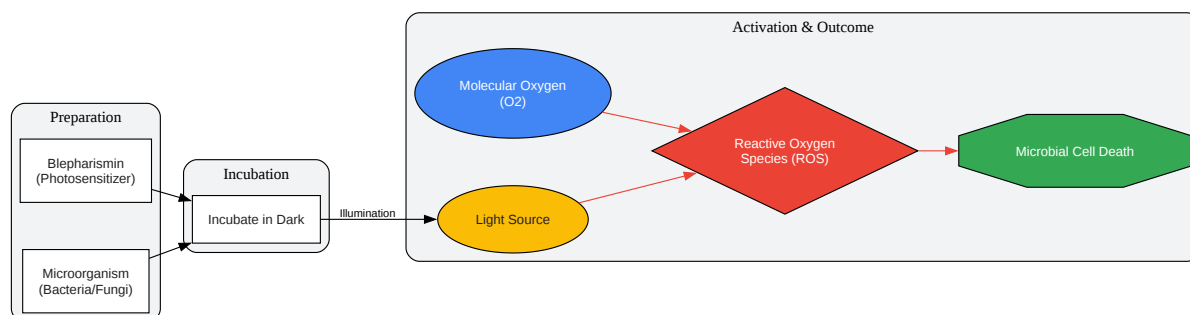 Preparation
Blepharismin
(Photosensitizer)
Microorganism
(Bacteria/Fungi)
Incubation
Incubate in Dark
Illumination
Activation & Outcome
Molecular Oxygen
(O2)
Light Source
Reactive Oxygen
Species (ROS)
Microbial Cell Death